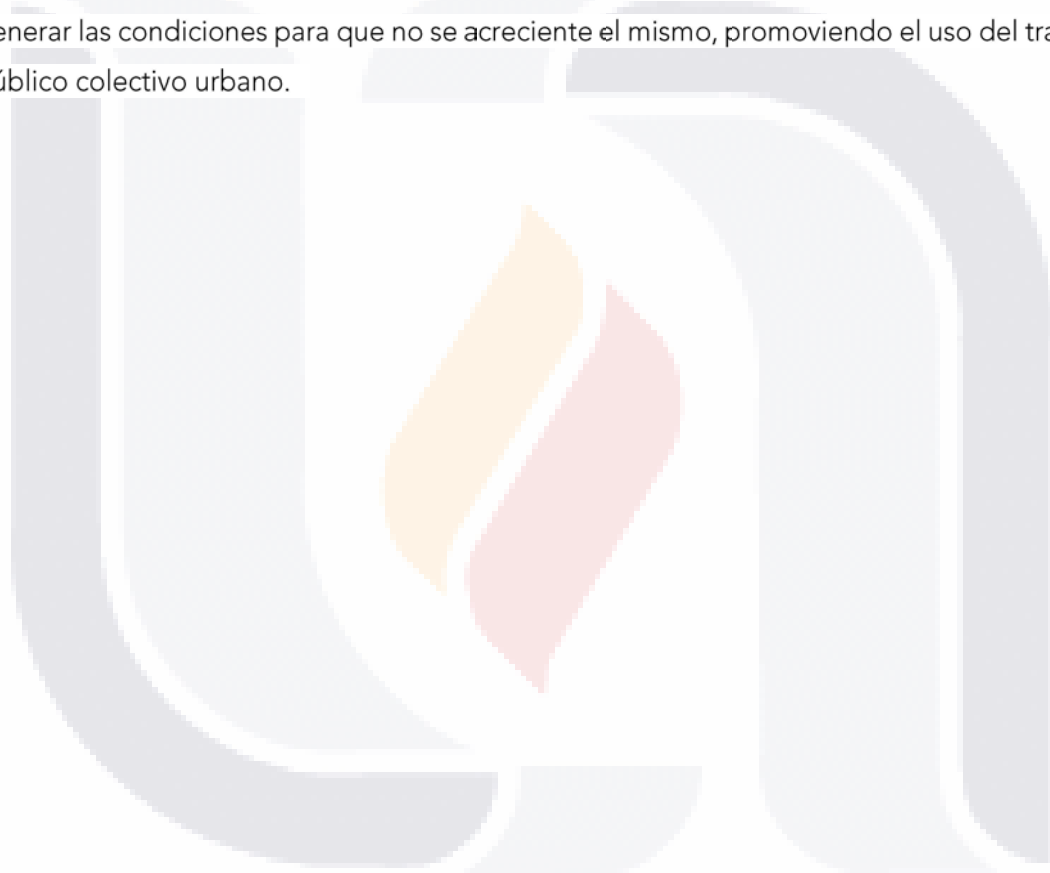 enerar las condiciones para que no se acreciente el mismo, promoviendo el uso del tra
úblico colectivo urbano.